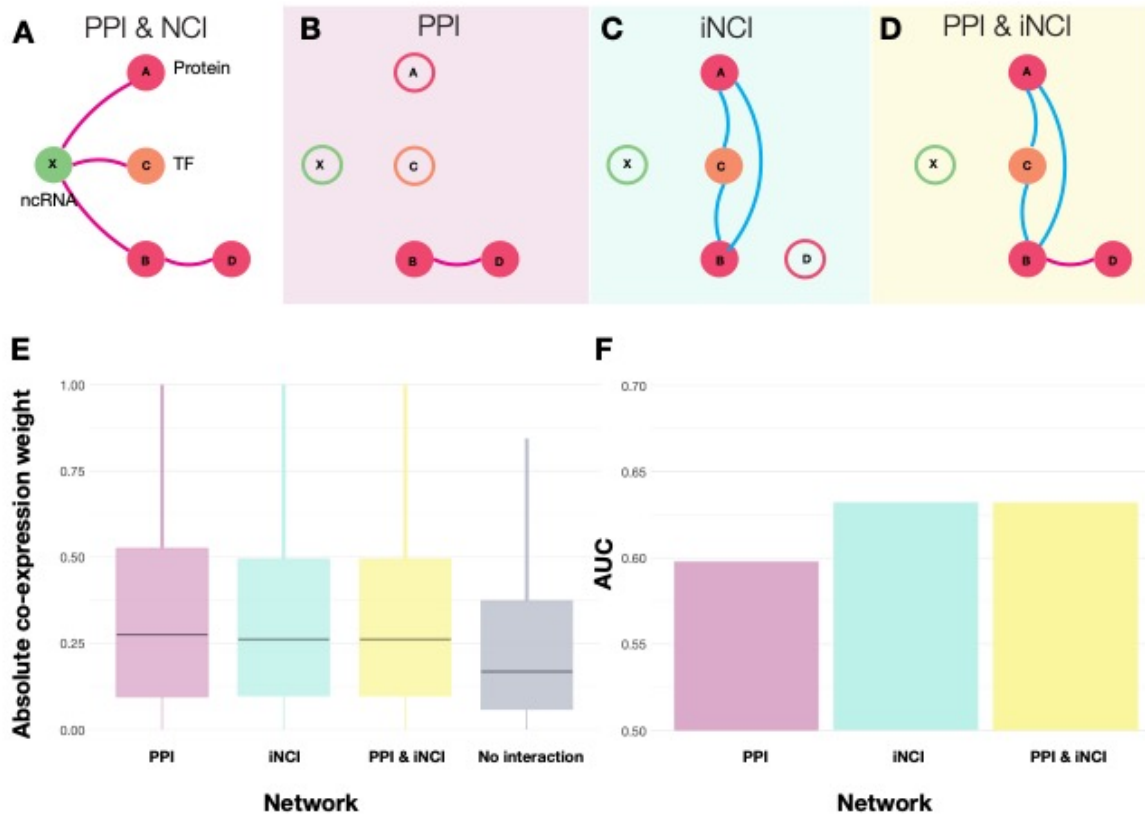 A PPI & NCI
A Protein
X C TF
ncRNA
B D
B PPI
A
X C
B D
C iNCI
A
X C
B D
D PPI & iNCI
A
X C
B D
E
Absolute co-expression weight
1.00
0.75
0.50
0.25
0.00
PPI iNCI PPI & iNCI No interaction
Network
F
AUC
0.70
0.65
0.60
0.55
0.50
PPI iNCI PPI & iNCI
Network